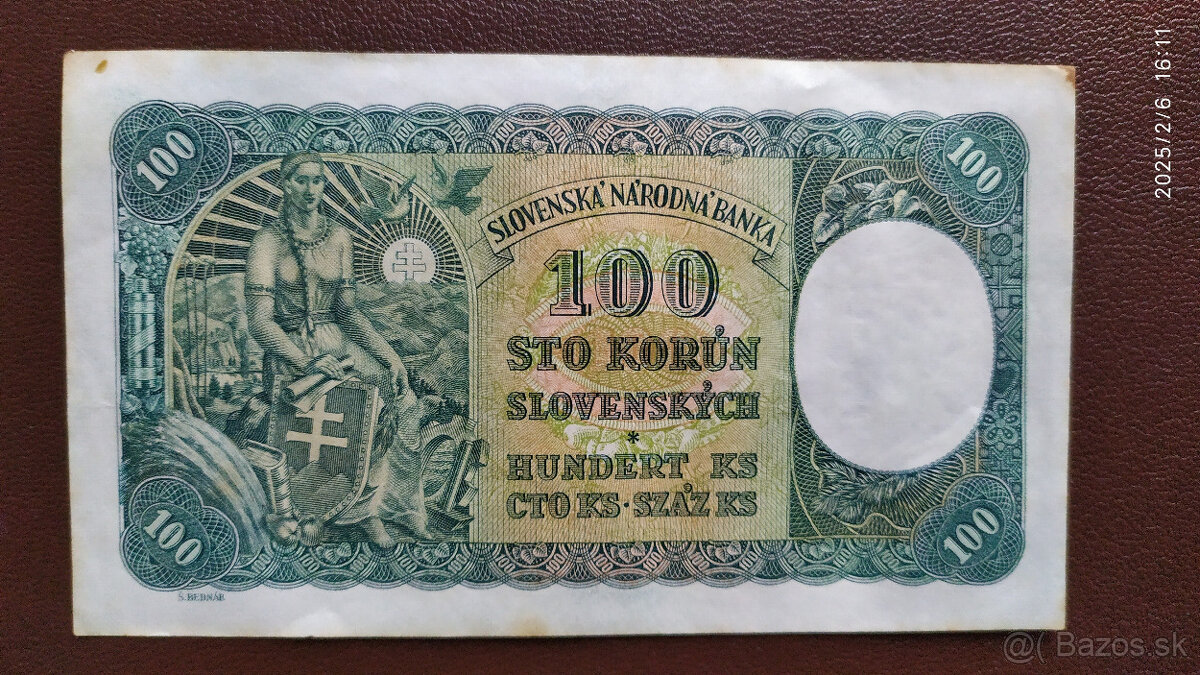 100
100
SLOVENSKÁ NÁRODNÁ BANKA
100
STO KORÚN
SLOVENSKÝCH
*
HUNDERT KS
СТО KS · SZÁZ KS
100
100
Š. BEDNÁR
2025/2/6 16:11
@( Bazos.sk